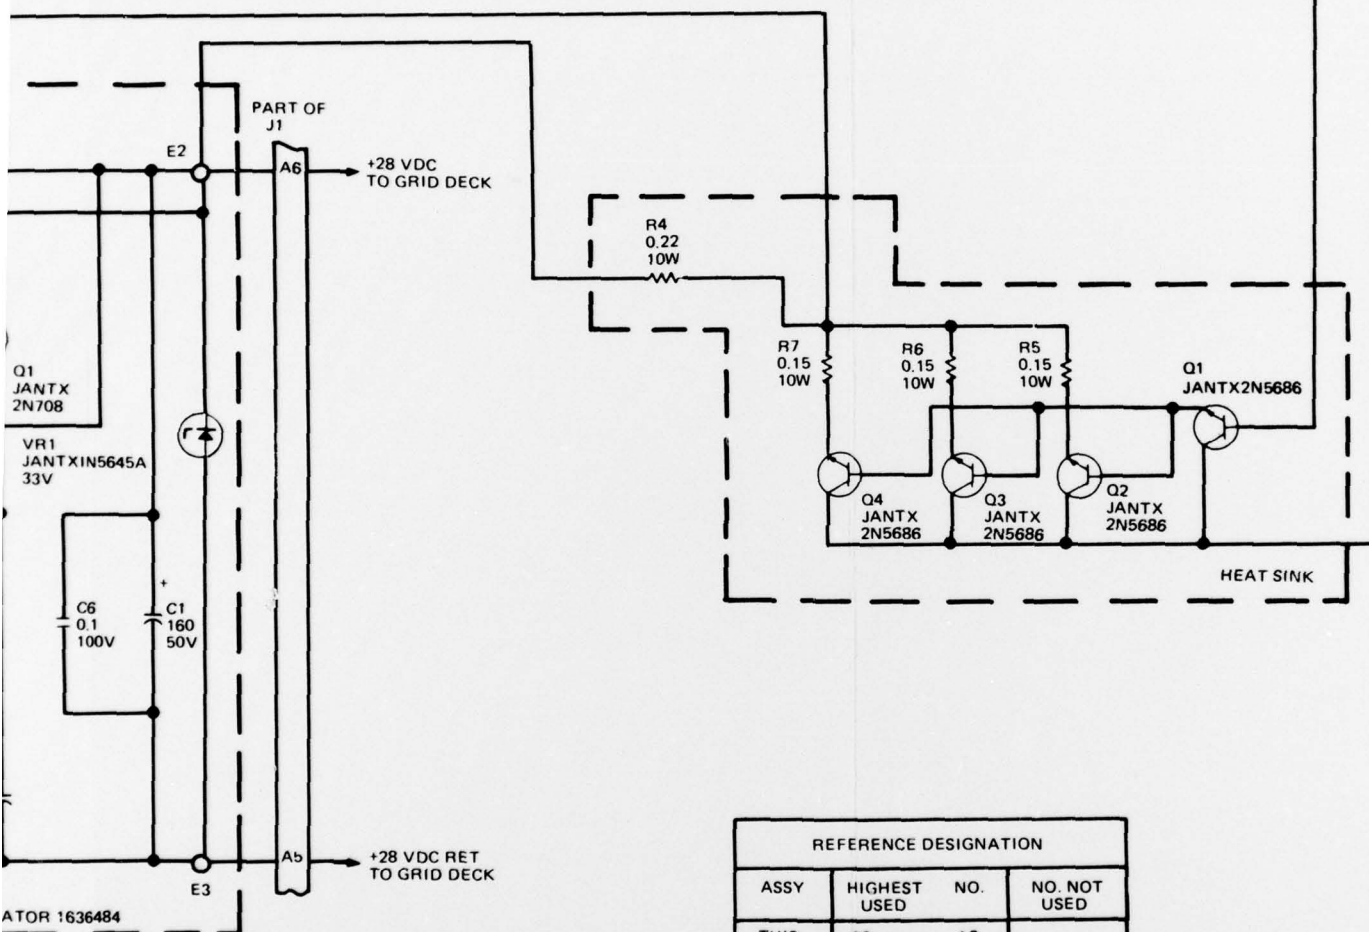 PART OF
J1
E2
A6
+28 VDC
TO GRID DECK
R4
0.22
10W
R7
0.15
10W
R6
0.15
10W
R5
0.15
10W
Q1
JANTX2N5686
Q1
JANTX
2N708
VR1
JANTXIN5645A
33V
Q4
JANTX
2N5686
Q3
JANTX
2N5686
Q2
JANTX
2N5686
HEAT SINK
+
C6
0.1
100V
C1
160
50V
A5
+28 VDC RET
TO GRID DECK
E3
ATOR 1636484
REFERENCE DESIGNATION
ASSY
HIGHEST NO.
USED
NO. NOT
USED